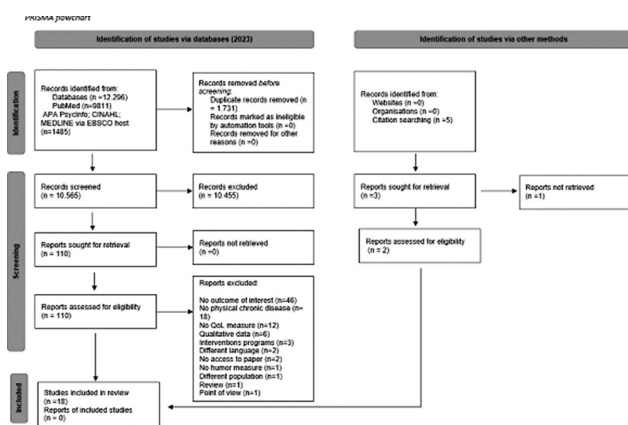 PRISMA flowchart
Identification of studies via databases (2023)
Identification of studies via other methods
Identification
Records identified from:
Databases (n =12.296)
PubMed (n=9811)
APA PsycInfo; CINAHL;
MEDLINE via EBSCO host
(n=1485)
Records removed before
screening:
Duplicate records removed (n
= 1.731)
Records marked as ineligible
by automation tools (n =0)
Records removed for other
reasons (n =0)
Records identified from:
Websites (n =0)
Organisations (n =0)
Citation searching (n =5)
Screening
Records screened
(n = 10.565)
Records excluded
(n = 10.455)
Records sought for retrieval
(n =3)
Reports not retrieved
(n =1)
Reports sought for retrieval
(n = 110)
Reports not retrieved
(n =0)
Reports assessed for eligibility
(n = 2)
Reports assessed for eligibility
(n = 110)
Reports excluded:
No outcome of interest (n=46)
No physical chronic disease (n=
18)
No QoL measure (n=12)
Qualitative data (n=6)
Interventions programs (n=3)
Different language (n=2)
No access to paper (n=2)
No humor measure (n=1)
Different population (n=1)
Review (n=1)
Point of view (n=1)
Included
Studies included in review
(n =18)
Reports of included studies
(n = 0)